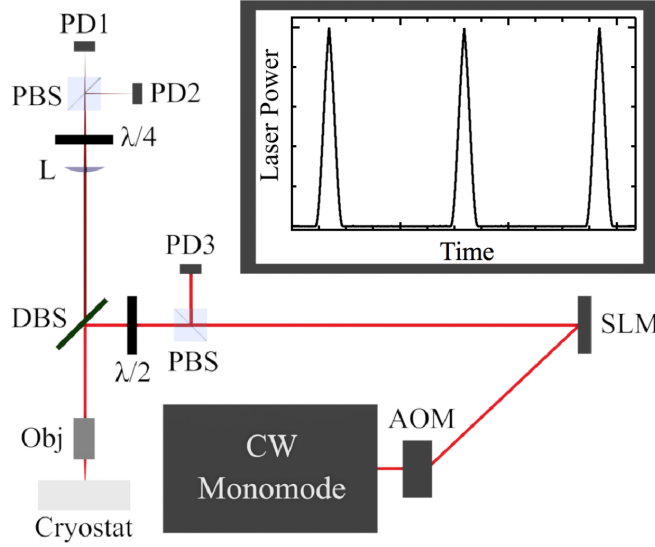 PD1
PBS
PD2
λ/4
L
Laser Power
Time
PD3
DBS
SLM
λ/2
PBS
AOM
Obj
CW
Monomode
Cryostat